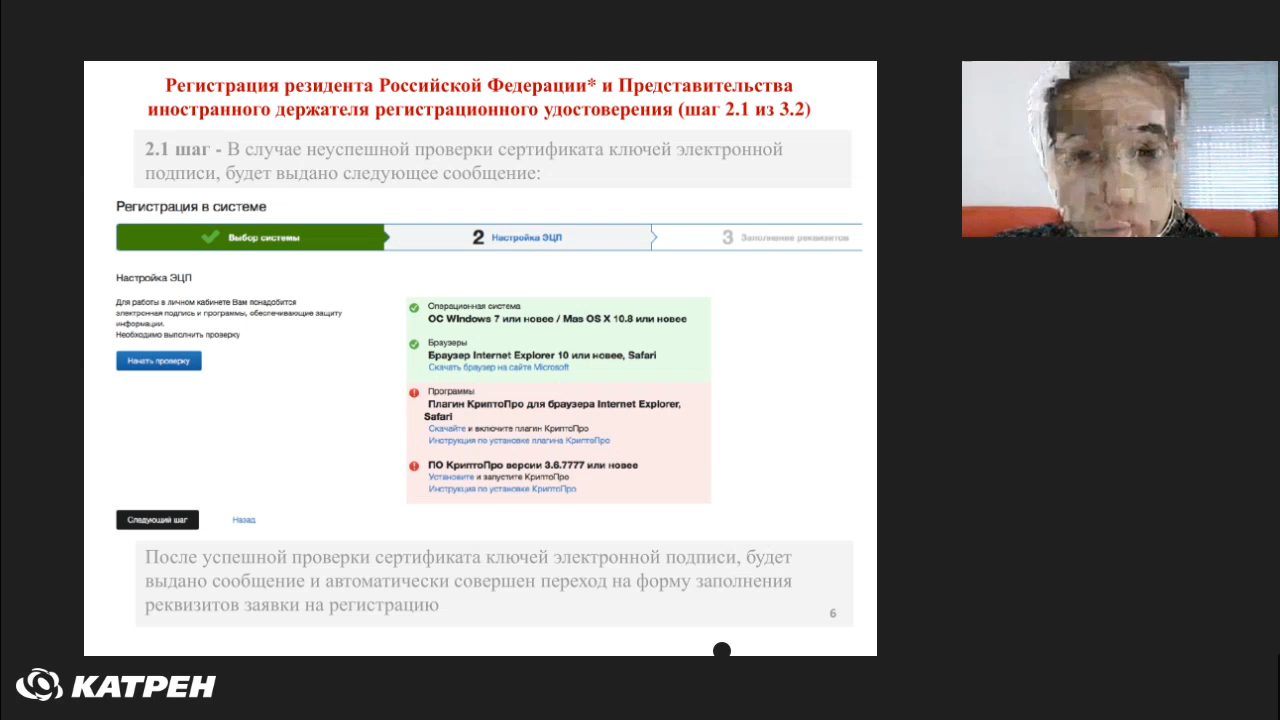 Регистрация резидента Российской Федерации* и Представительства
иностранного держателя регистрационного удостоверения (шаг 2.1 из 3.2)
2.1 шаг - В случае неуспешной проверки сертификата ключей электронной
подписи, будет выдано следующее сообщение:
Регистрация в системе
Выбор системы
2 Настройка ЭЦП
3 Заполнение реквизитов
Настройка ЭЦП
Для работы в личном кабинете Вам понадобится
электронная подпись и программы, обеспечивающие защиту
информации.
Необходимо выполнить проверку
Начать проверку
Операционная система
ОС Windows 7 или новее / Mas OS X 10.8 или новее
Браузеры
Браузер Internet Explorer 10 или новее, Safari
Скачать браузер на сайте Microsoft
Программы
Плагин КриптоПро для браузера Internet Explorer,
Safari
Скачайте и включите плагин КриптоПро
Инструкция по установке плагина КриптоПро
ПО КриптоПро версии 3.6.7777 или новее
Установите и запустите КриптоПро
Инструкция по установке КриптоПро
Следующий шаг
Назад
После успешной проверки сертификата ключей электронной подписи, будет
выдано сообщение и автоматически совершен переход на форму заполнения
реквизитов заявки на регистрацию
6
КАТРЕН